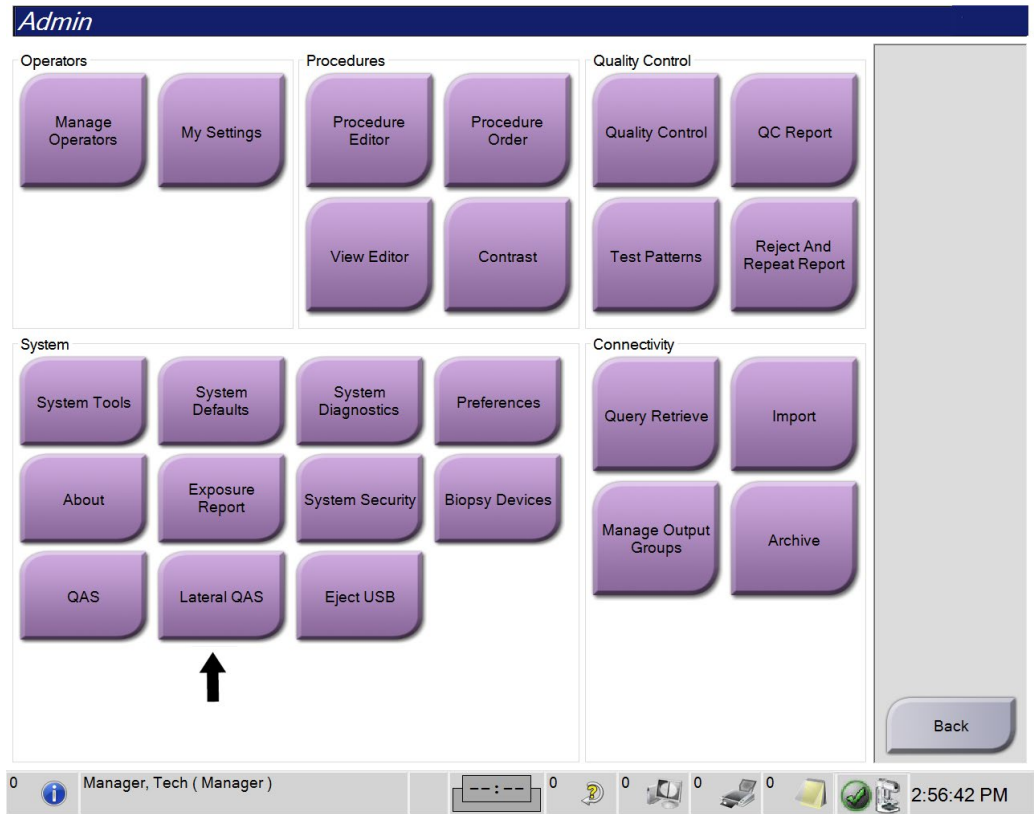 Admin
Operators
Manage
Operators
My Settings
Procedures
Procedure
Editor
Procedure
Order
View Editor
Contrast
Quality Control
Quality Control
QC Report
Test Patterns
Reject And
Repeat Report
System
System Tools
System
Defaults
System
Diagnostics
Preferences
About
Exposure
Report
System Security
Biopsy Devices
QAS
Lateral QAS
Eject USB
Connectivity
Query Retrieve
Import
Manage Output
Groups
Archive
Back
0
Manager, Tech ( Manager )
--:--
0
0
0
0
2:56:42 PM